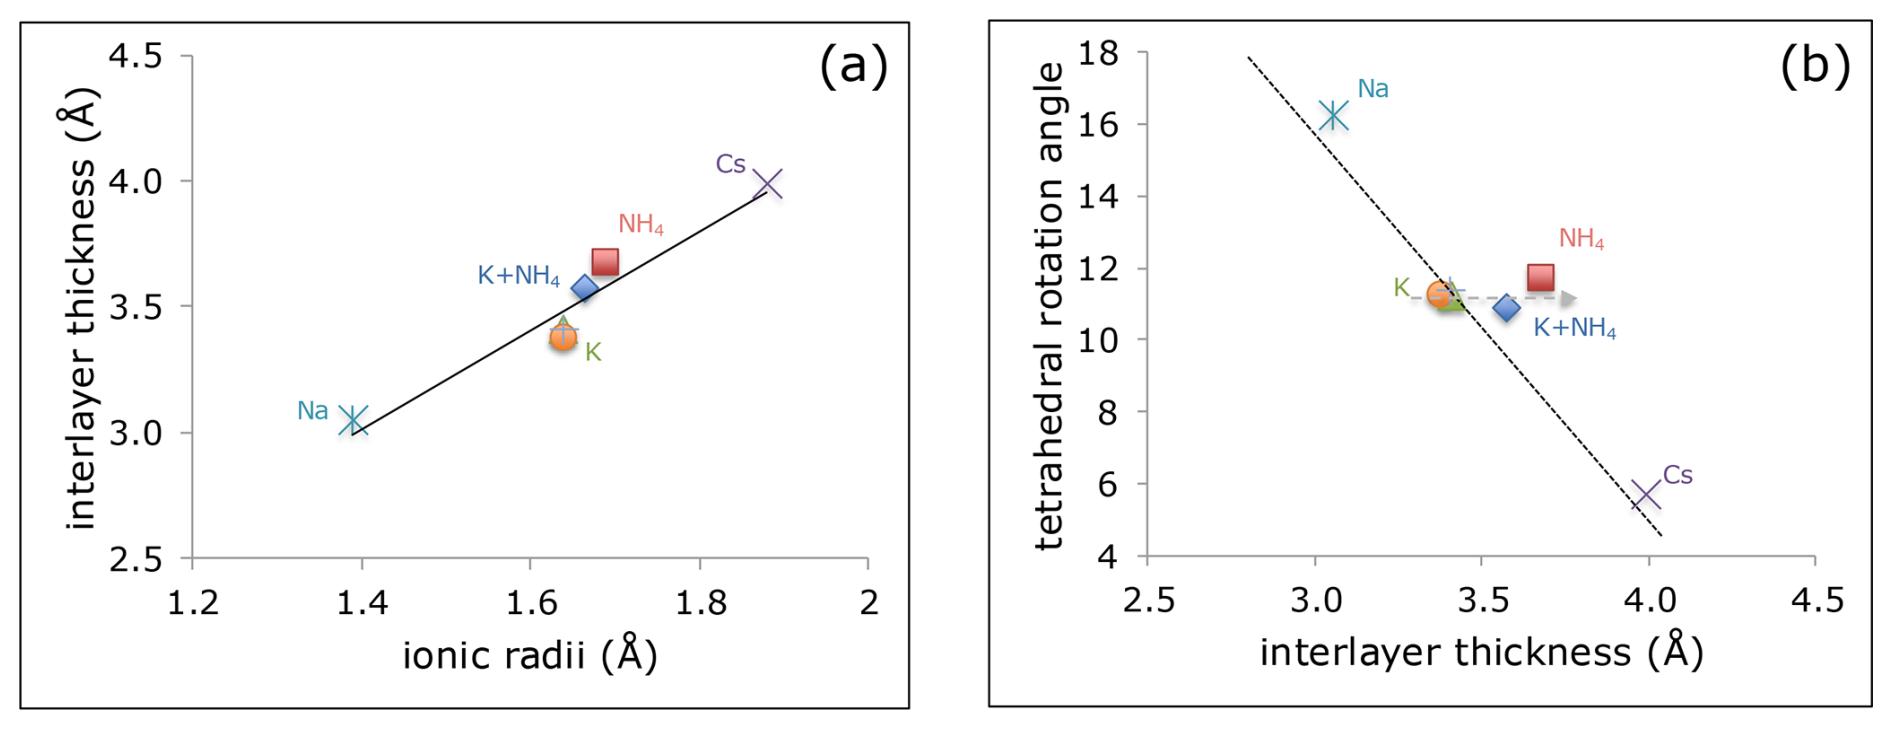 (a)
interlayer thickness (Å)
4.5
4.0
3.5
3.0
2.5
Cs
NH₄
K+NH₄
K
Na
1.2 1.4 1.6 1.8 2
ionic radii (Å)
(b)
tetrahedral rotation angle
18
16
14
12
10
8
6
4
Na
NH₄
K
K+NH₄
Cs
2.5 3.0 3.5 4.0 4.5
interlayer thickness (Å)